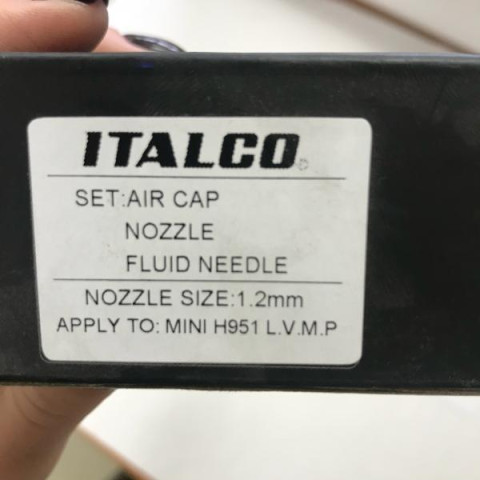 ITALCO
SET:AIR CAP
NOZZLE
FLUID NEEDLE
NOZZLE SIZE:1.2mm
APPLY TO: MINI H951 L.V.M.P